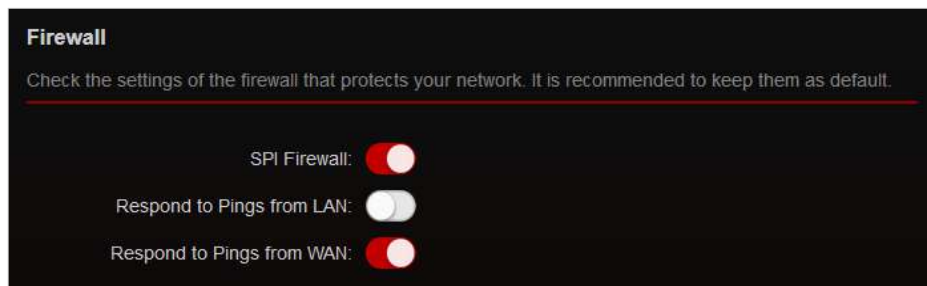 Firewall
Check the settings of the firewall that protects your network. It is recommended to keep them as default.
SPI Firewall:
Respond to Pings from LAN:
Respond to Pings from WAN: